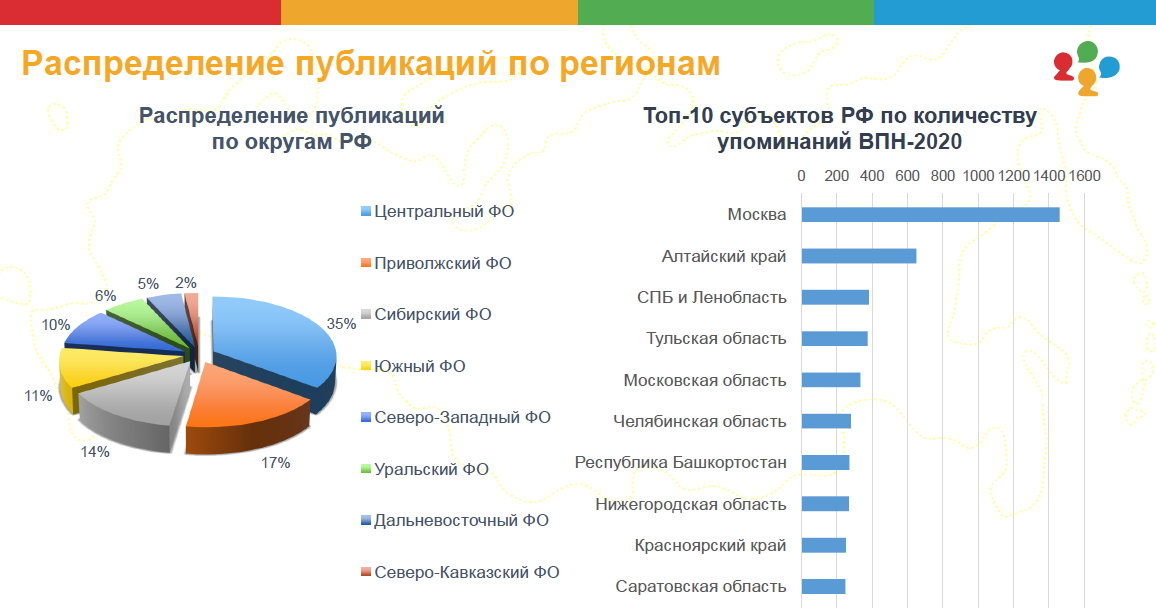 Распределение публикаций по регионам
Распределение публикаций
по округам РФ
35%
17%
14%
11%
10%
6%
5%
2%
Центральный ФО
Приволжский ФО
Сибирский ФО
Южный ФО
Северо-Западный ФО
Уральский ФО
Дальневосточный ФО
Северо-Кавказский ФО
Топ-10 субъектов РФ по количеству
упоминаний ВПН-2020
0 200 400 600 800 1000 1200 1400 1600
Москва
Алтайский край
СПБ и Ленобласть
Тульская область
Московская область
Челябинская область
Республика Башкортостан
Нижегородская область
Красноярский край
Саратовская область